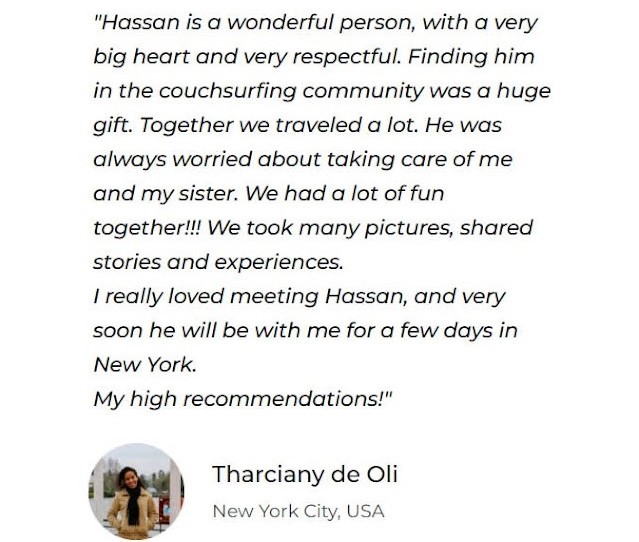 "Hassan is a wonderful person, with a very
big heart and very respectful. Finding him
in the couchsurfing community was a huge
gift. Together we traveled a lot. He was
always worried about taking care of me
and my sister. We had a lot of fun
together!!! We took many pictures, shared
stories and experiences.
I really loved meeting Hassan, and very
soon he will be with me for a few days in
New York.
My high recommendations!"
Tharciany de Oli
New York City, USA